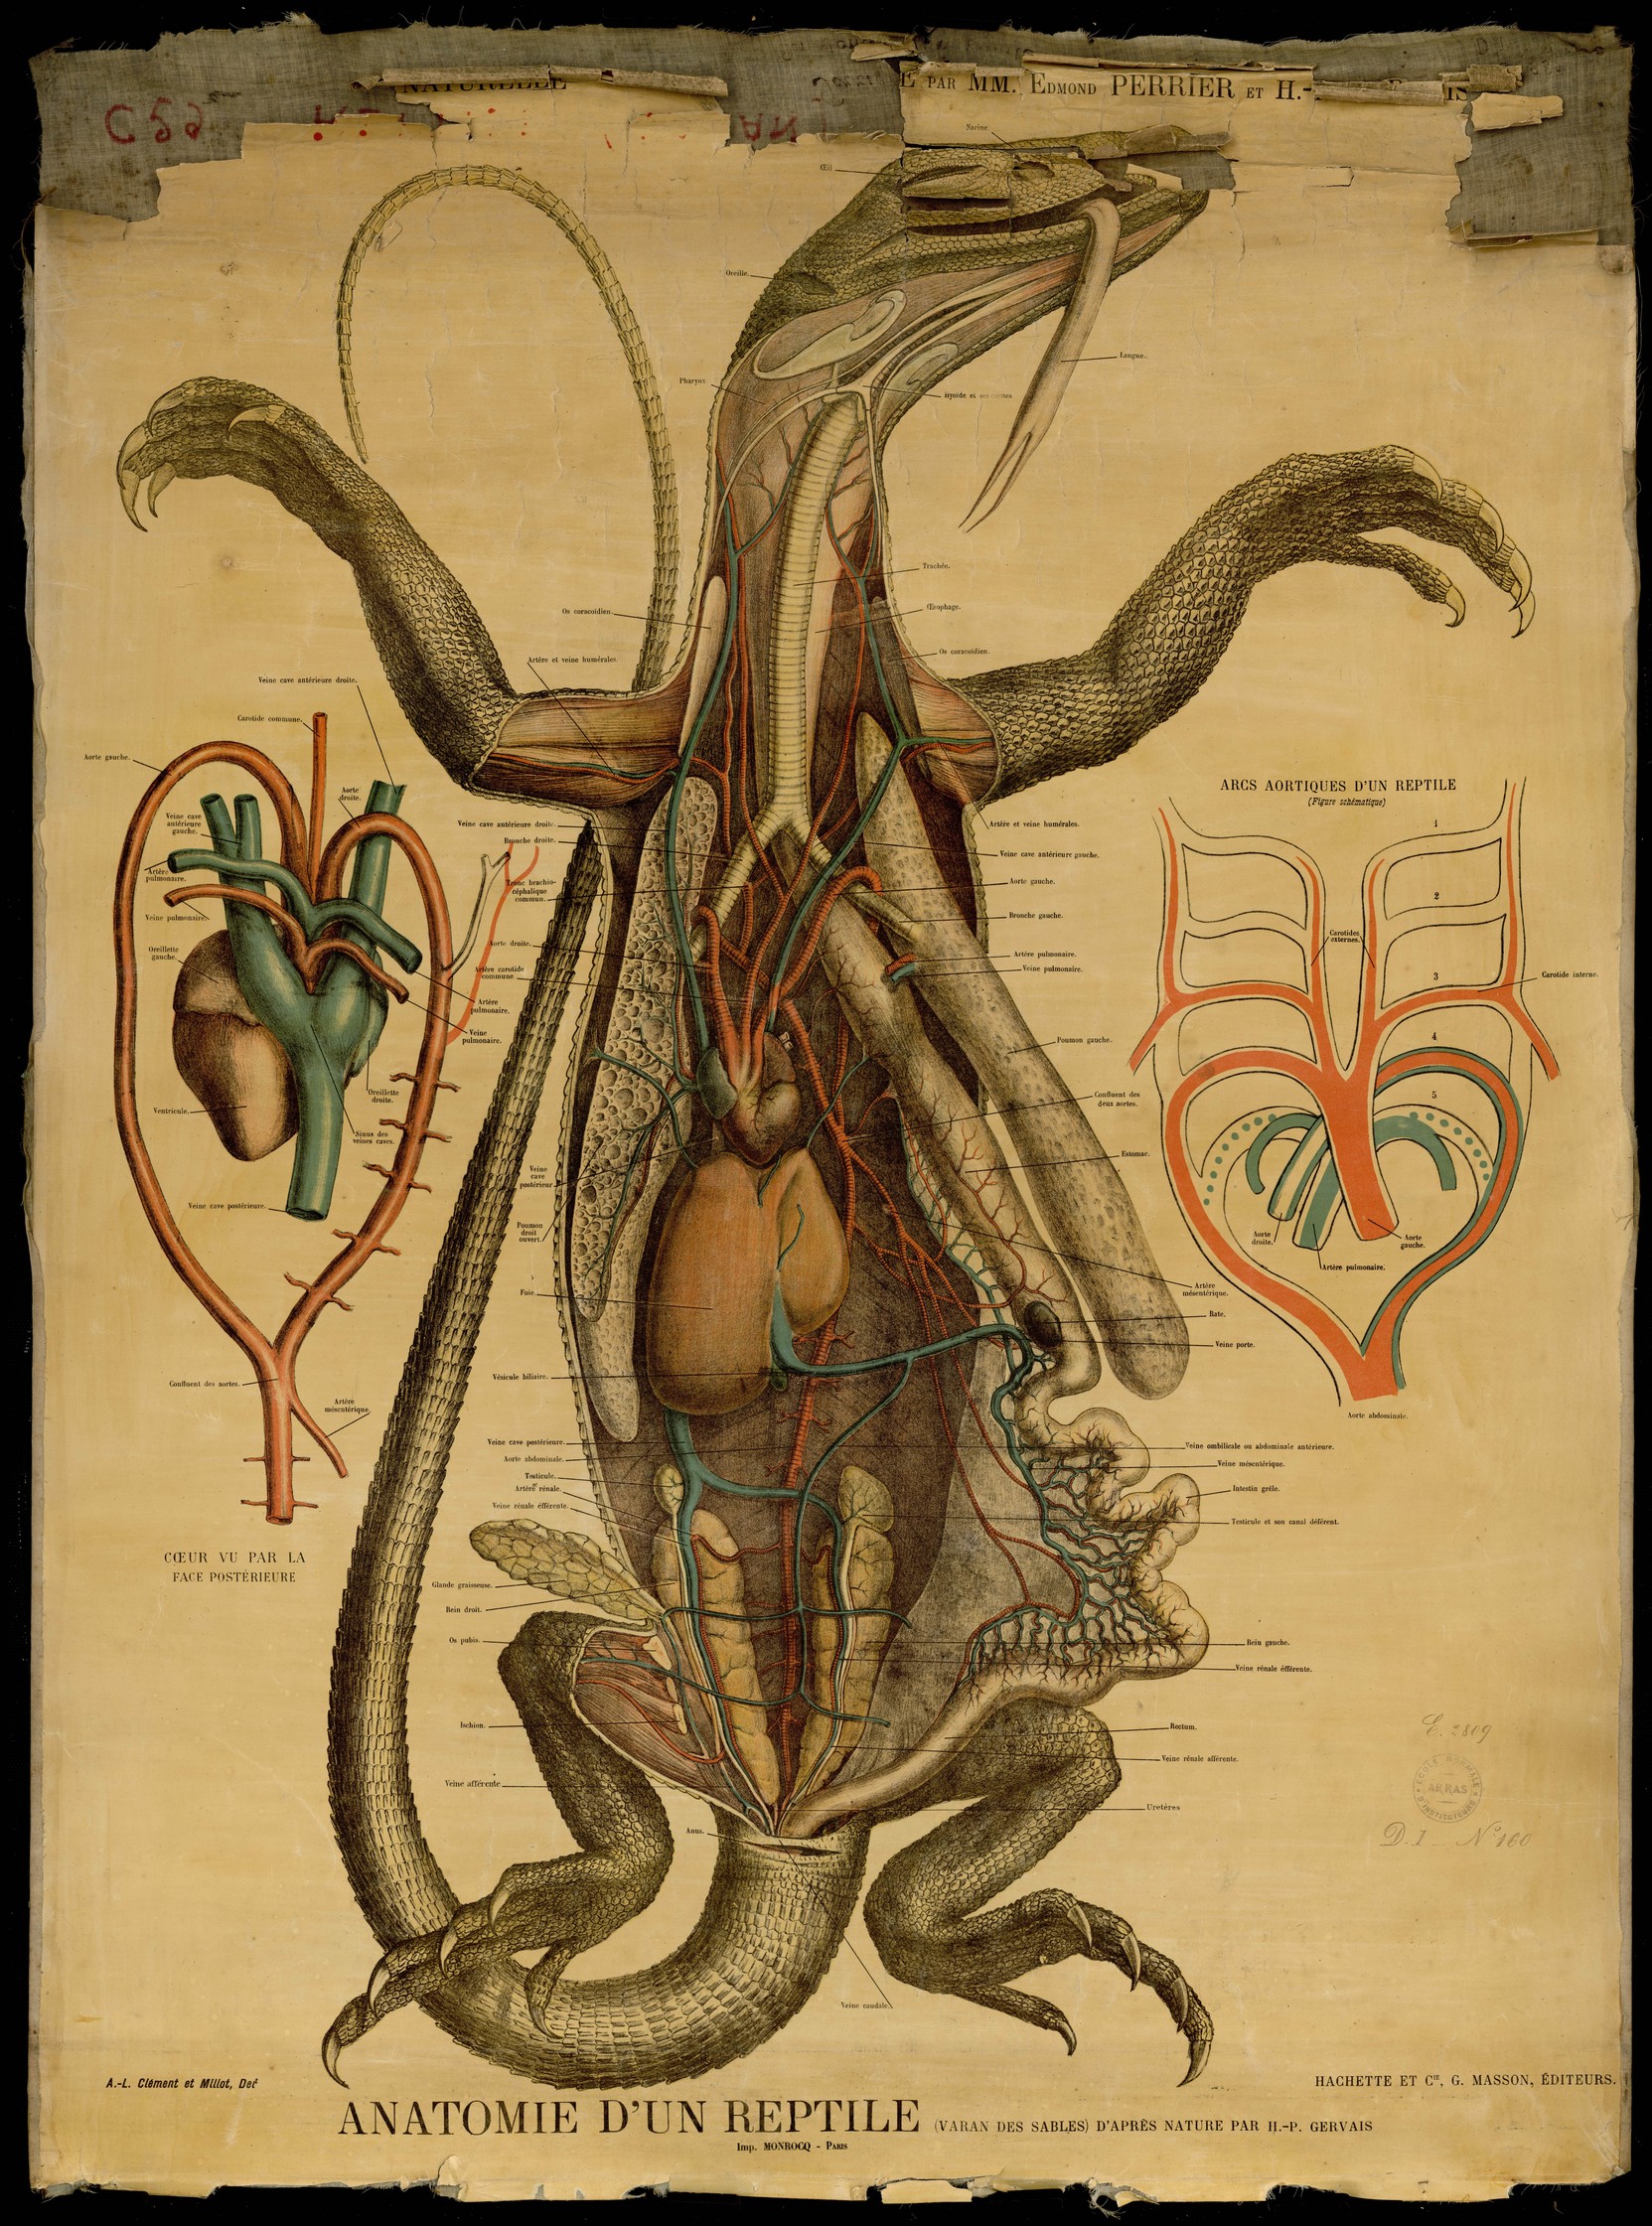 NATURELLE
PAR MM. EDMOND PERRIER ET H.-
C52
Narine
Œil
Oreille.
Langue.
Pharynx
Hyoïde et ses cornes
Trachée.
Os coracoïdien.
Œsophage.
Os coracoïdien.
Artère et veine humérales.
Veine cave antérieure droite.
Carotide commune.
Aorte gauche.
Aorte
droite.
Veine cave
antérieure
gauche.
Artère
pulmonaire.
Veine pulmonaire.
Oreillette
gauche.
Artère
pulmonaire.
Veine
pulmonaire.
Oreillette
droite.
Ventricule.
Sinus des
veines caves.
Veine cave postérieure.
Confluent des aortes.
Artère
mésentérique.
CŒUR VU PAR LA
FACE POSTÉRIEURE
Veine cave antérieure droite.
Bronche droite.
Tronc brachio-
céphalique
commun.
Aorte droite.
Artère carotide
commune
Veine
cave
postérieur
Poumon
droit
ouvert.
Foie.
Vésicule biliaire.
Veine cave postérieure.
Aorte abdominale.
Testicule.
Artère rénale.
Veine rénale éfférente.
Glande graisseuse.
Rein droit.
Os pubis.
Ischion.
Veine afférente
Anus.
Veine caudale.
Artère et veine humérales.
Veine cave antérieure gauche.
Aorte gauche.
Bronche gauche.
Artère pulmonaire.
Veine pulmonaire.
Poumon gauche.
Confluent des
deux aortes.
Estomac.
Artère
mésentérique.
Rate.
Veine porte.
Veine ombilicale ou abdominale antérieure.
Veine mésentérique.
Intestin grêle.
Testicule et son canal déférent.
Rein gauche.
Veine rénale éfférente.
Rectum.
Veine rénale afférente.
Uretères
ARCS AORTIQUES D'UN REPTILE
(Figure schématique)
1
2
Carotides
externes.
3
Carotide interne.
4
5
Aorte
droite.
Aorte
gauche.
Artère pulmonaire.
Aorte abdominale.
E. 2809
ÉCOLE NORMALE
ARRAS
D'INSTITUTEURS
D. I — N° 160
A.-L. Clément et Millot, Del
HACHETTE ET Cie, G. MASSON, ÉDITEURS.
ANATOMIE D'UN REPTILE (VARAN DES SABLES) D'APRÈS NATURE PAR H.-P. GERVAIS
Imp. MONROCQ - PARIS